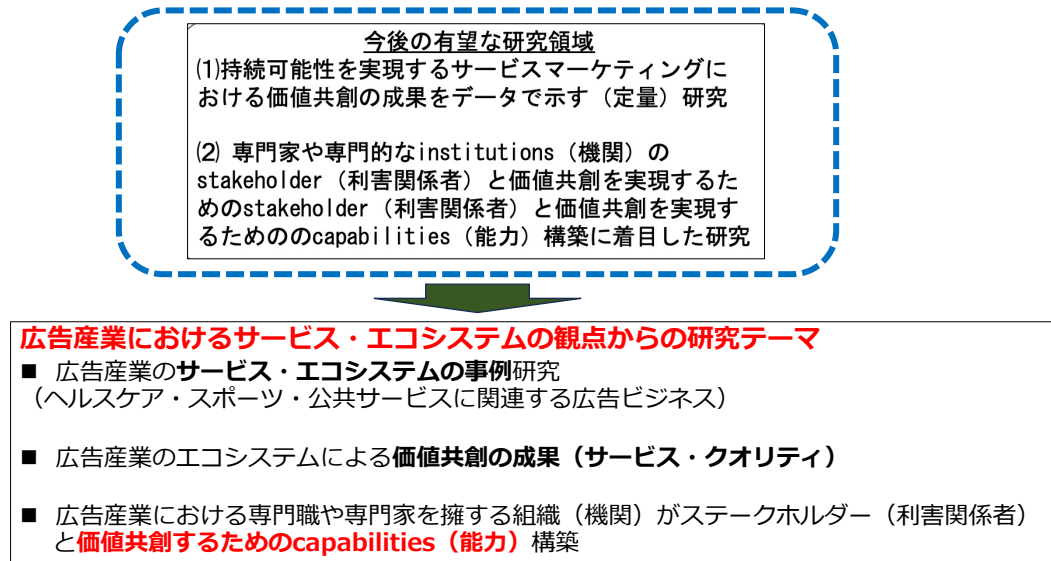 今後の有望な研究領域
⑴持続可能性を実現するサービスマーケティングに
おける価値共創の成果をデータで示す（定量）研究
⑵ 専門家や専門的なinstitutions（機関）の
stakeholder（利害関係者）と価値共創を実現するた
めのstakeholder（利害関係者）と価値共創を実現す
るためののcapabilities（能力）構築に着目した研究
広告産業におけるサービス・エコシステムの観点からの研究テーマ
■ 広告産業のサービス・エコシステムの事例研究
（ヘルスケア・スポーツ・公共サービスに関連する広告ビジネス）
■ 広告産業のエコシステムによる価値共創の成果（サービス・クオリティ）
■ 広告産業における専門職や専門家を擁する組織（機関）がステークホルダー（利害関係者）
と価値共創するためのcapabilities（能力）構築